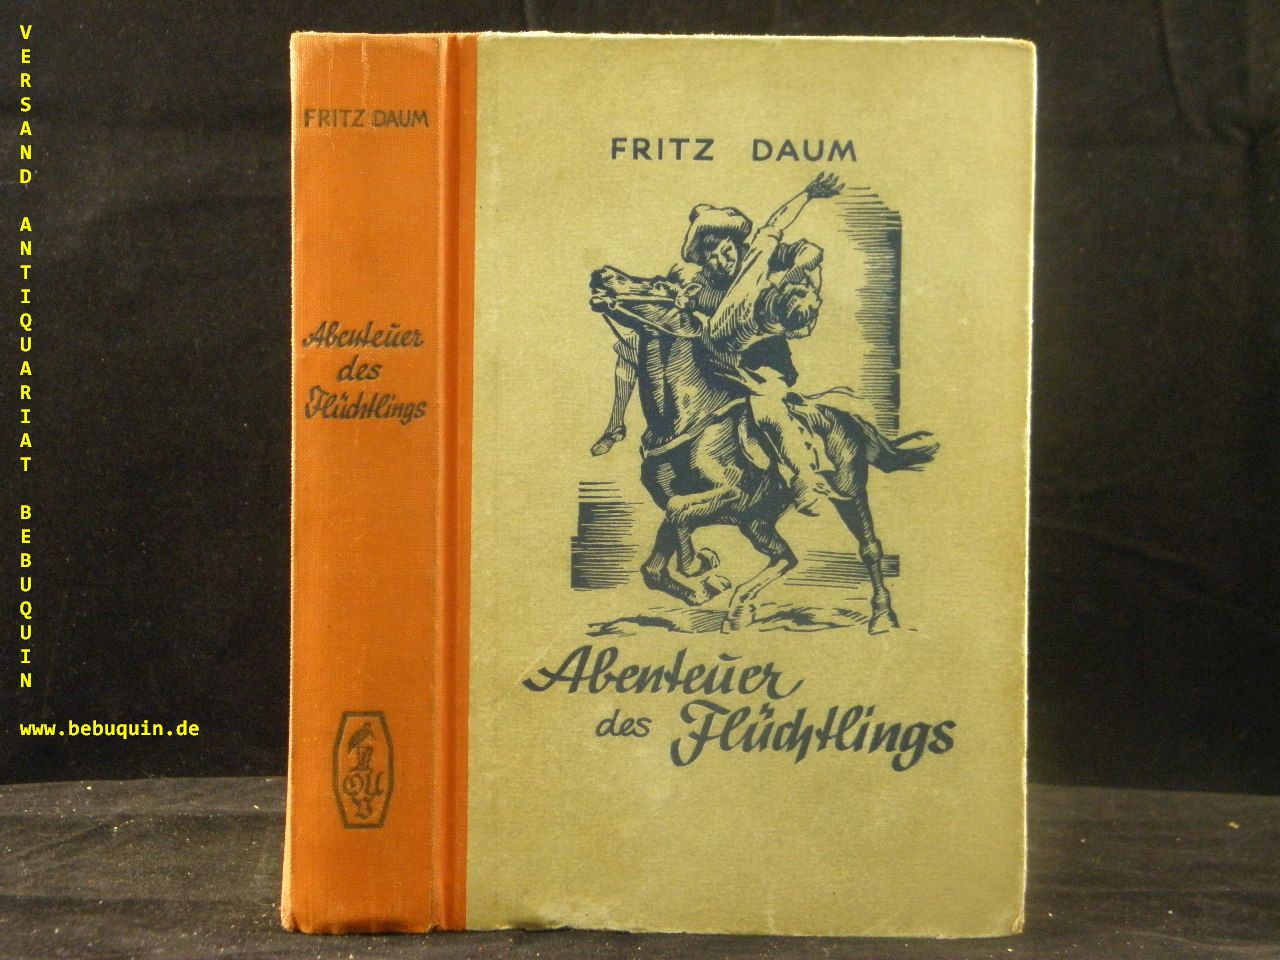 VERSAND ANTIQUARIAT BEBUQUIN
www.bebuquin.de
FRITZ DAUM
Abenteuer
des
Flüchtlings
FRITZ DAUM
Abenteuer
des Flüchtlings